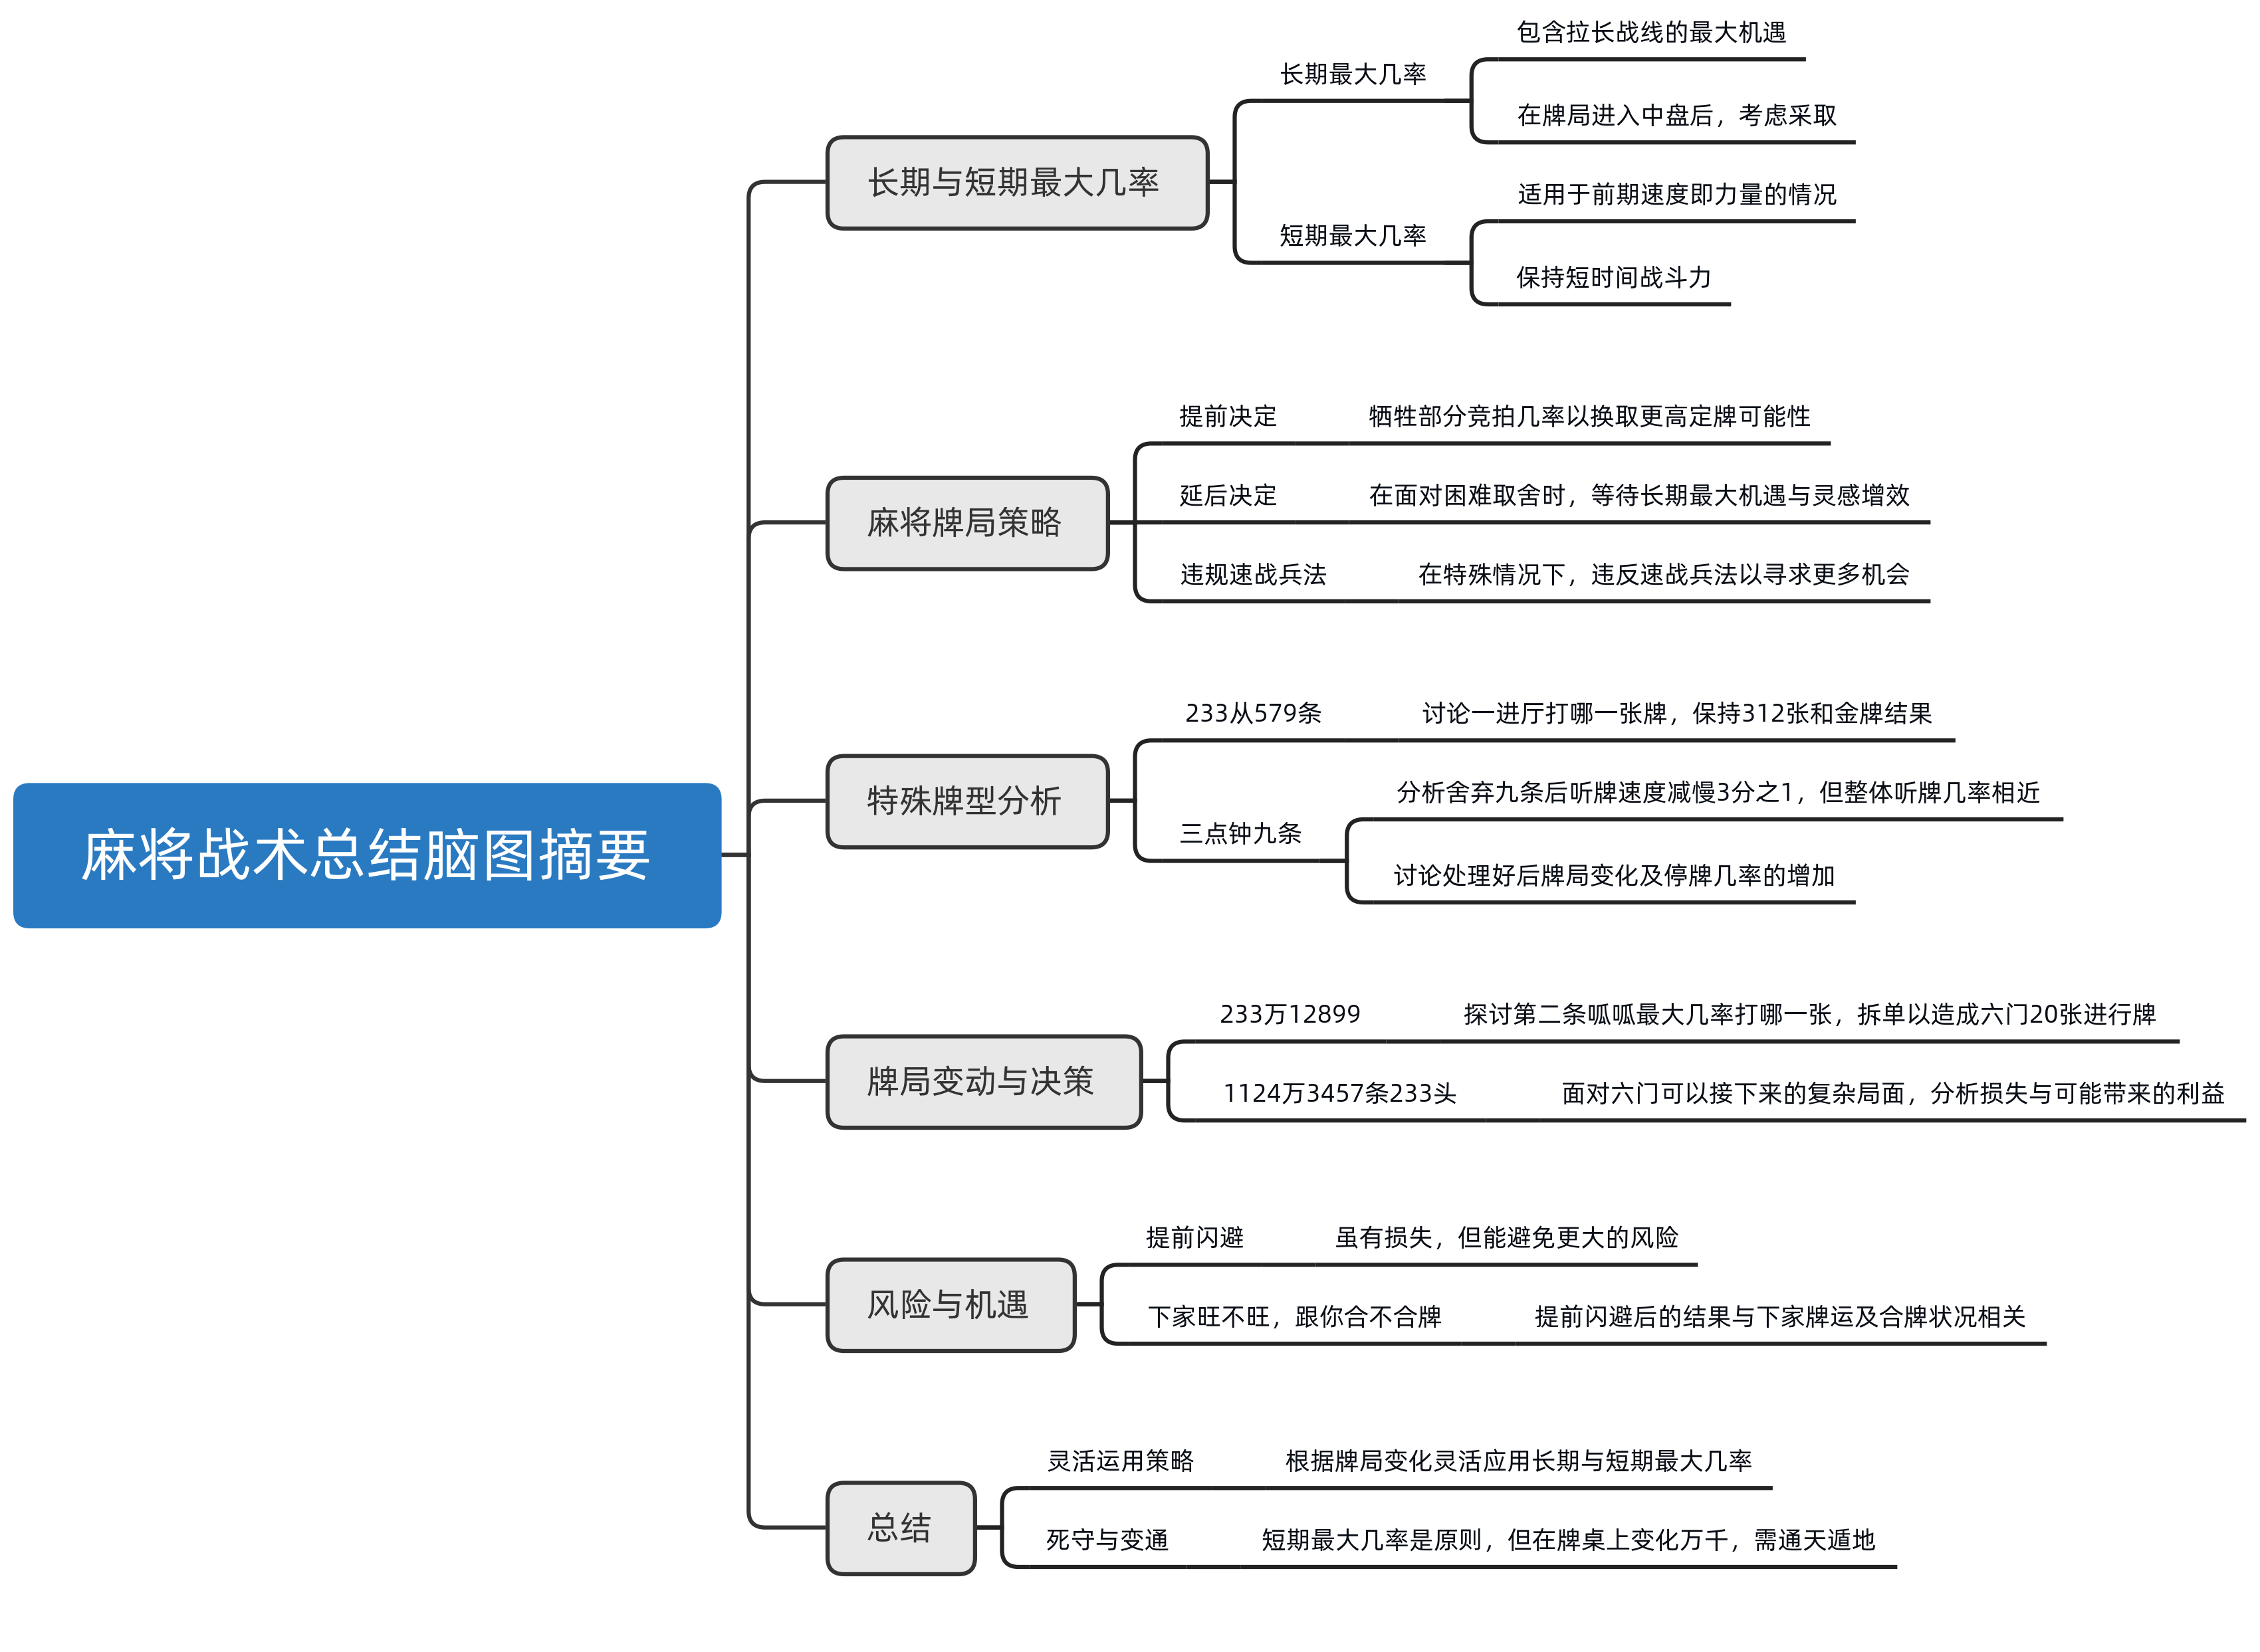 麻将战术总结脑图摘要
长期与短期最大几率
长期最大几率
包含拉长战线的最大机遇
在牌局进入中盘后，考虑采取
短期最大几率
适用于前期速度即力量的情况
保持短时间战斗力
麻将牌局策略
提前决定
牺牲部分竞拍几率以换取更高定牌可能性
延后决定
在面对困难取舍时，等待长期最大机遇与灵感增效
违规速战兵法
在特殊情况下，违反速战兵法以寻求更多机会
特殊牌型分析
233从579条
讨论一进厅打哪一张牌，保持312张和金牌结果
三点钟九条
分析舍弃九条后听牌速度减慢3分之1，但整体听牌几率相近
讨论处理好后牌局变化及停牌几率的增加
牌局变动与决策
233万12899
探讨第二条呱呱最大几率打哪一张，拆单以造成六门20张进行牌
1124万3457条233头
面对六门可以接下来的复杂局面，分析损失与可能带来的利益
风险与机遇
提前闪避
虽有损失，但能避免更大的风险
下家旺不旺，跟你合不合牌
提前闪避后的结果与下家牌运及合牌状况相关
总结
灵活运用策略
根据牌局变化灵活应用长期与短期最大几率
死守与变通
短期最大几率是原则，但在牌桌上变化万千，需通天遁地